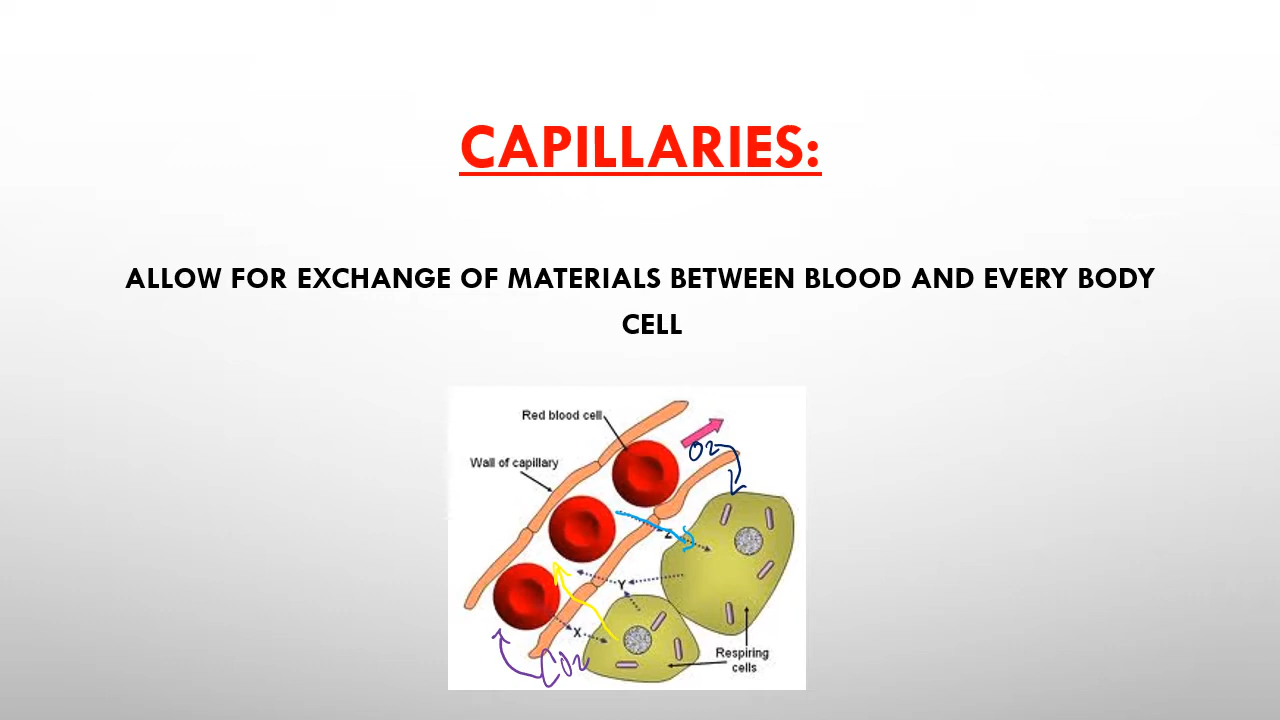 CAPILLARIES:
ALLOW FOR EXCHANGE OF MATERIALS BETWEEN BLOOD AND EVERY BODY
CELL
Red blood cell
O2
Wall of capillary
Z
Y
X
Respiring
cells
CO2